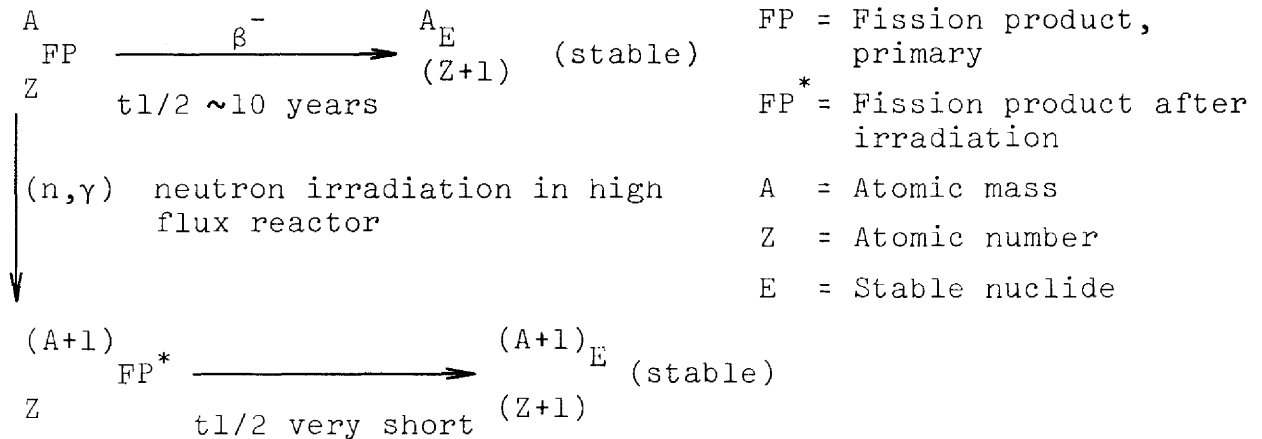 A FP Z β⁻ A E (Z+1) (stable)
t1/2 ~10 years
(n,γ) neutron irradiation in high
flux reactor
(A+1) FP* Z (A+1) E (Z+1) (stable)
t1/2 very short
FP = Fission product,
primary
FP* = Fission product after
irradiation
A = Atomic mass
Z = Atomic number
E = Stable nuclide